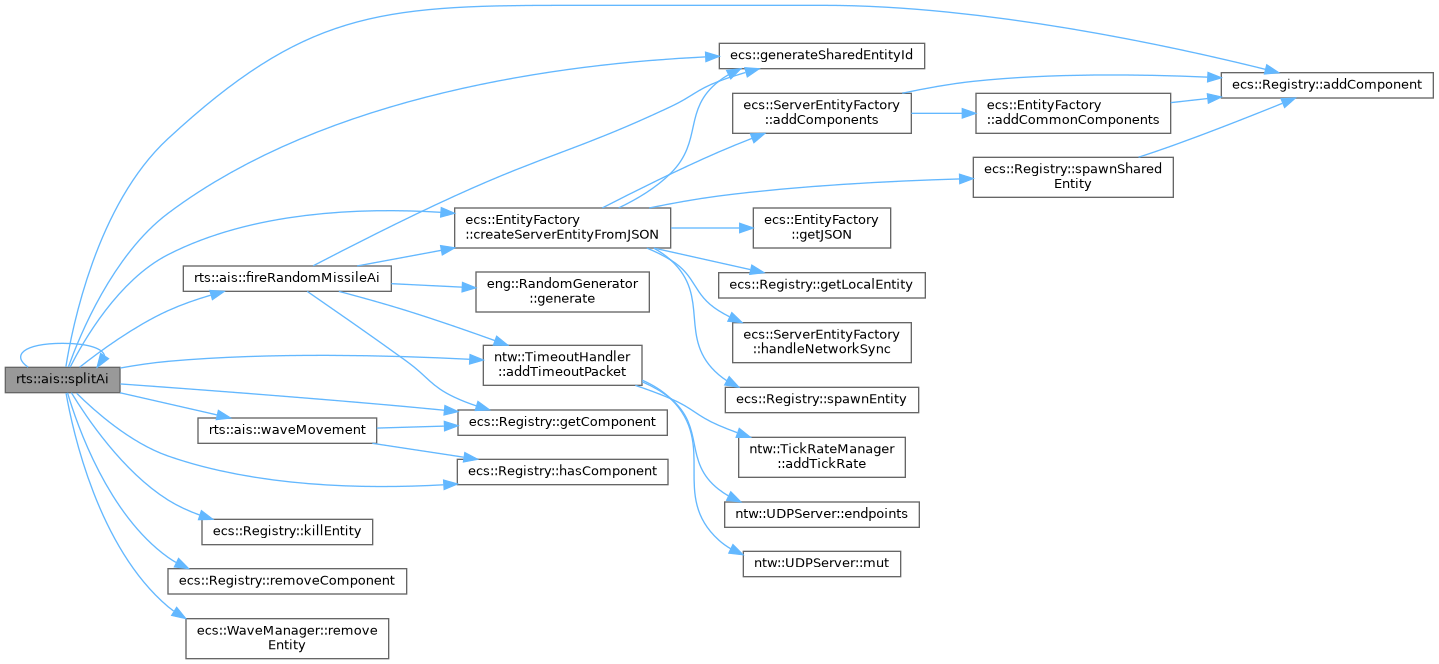 rts::ais::splitAi
rts::ais::fireRandomMissileAi
rts::ais::waveMovement
ecs::Registry::killEntity
ecs::Registry::removeComponent
ecs::WaveManager::remove
Entity
ecs::EntityFactory
::createServerEntityFromJSON
eng::RandomGenerator
::generate
ntw::TimeoutHandler
::addTimeoutPacket
ecs::Registry::getComponent
ecs::Registry::hasComponent
ecs::generateSharedEntityId
ecs::ServerEntityFactory
::addComponents
ecs::EntityFactory
::getJSON
ecs::Registry::getLocalEntity
ecs::ServerEntityFactory
::handleNetworkSync
ecs::Registry::spawnEntity
ntw::TickRateManager
::addTickRate
ntw::UDPServer::endpoints
ntw::UDPServer::mut
ecs::EntityFactory
::addCommonComponents
ecs::Registry::spawnShared
Entity
ecs::Registry::addComponent